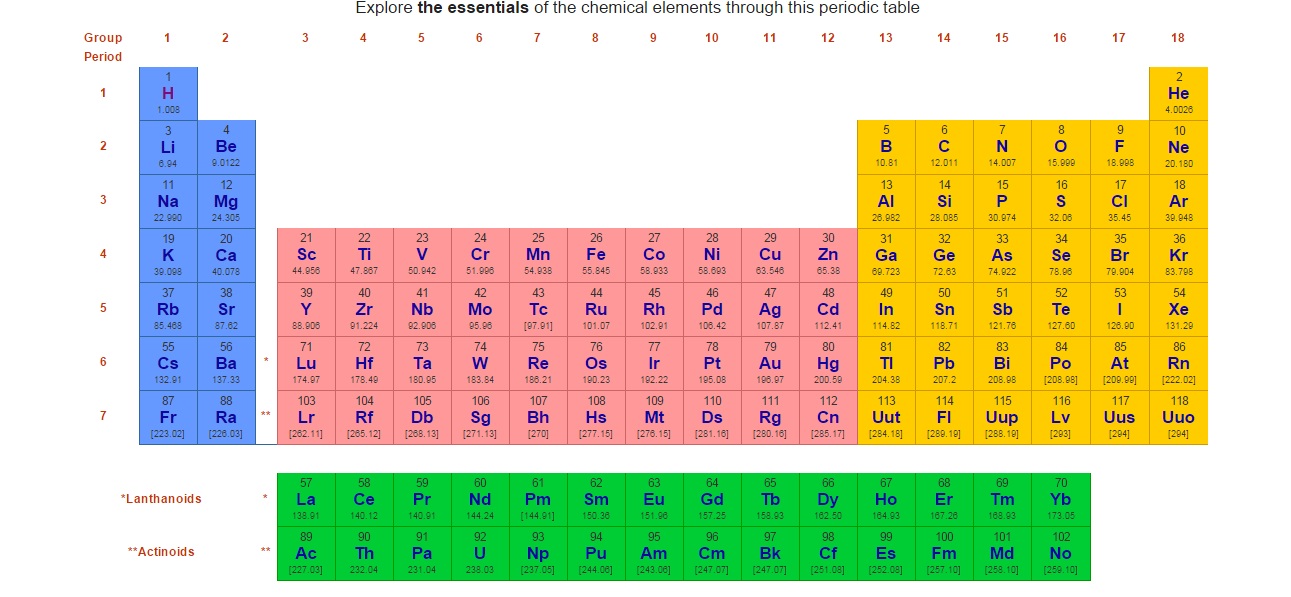 Explore the essentials of the chemical elements through this periodic table
Group 1 2 3 4 5 6 7 8 9 10 11 12 13 14 15 16 17 18
Period
1 2
1 H He
1.008 4.0026
3 4 5 6 7 8 9 10
2 Li Be B C N O F Ne
6.94 9.0122 10.81 12.011 14.007 15.999 18.998 20.180
11 12 13 14 15 16 17 18
3 Na Mg Al Si P S Cl Ar
22.990 24.305 26.982 28.085 30.974 32.06 35.45 39.948
19 20 21 22 23 24 25 26 27 28 29 30 31 32 33 34 35 36
4 K Ca Sc Ti V Cr Mn Fe Co Ni Cu Zn Ga Ge As Se Br Kr
39.098 40.078 44.956 47.867 50.942 51.996 54.938 55.845 58.933 58.693 63.546 65.38 69.723 72.63 74.922 78.96 79.904 83.798
37 38 39 40 41 42 43 44 45 46 47 48 49 50 51 52 53 54
5 Rb Sr Y Zr Nb Mo Tc Ru Rh Pd Ag Cd In Sn Sb Te I Xe
85.468 87.62 88.906 91.224 92.906 95.96 [97.91] 101.07 102.91 106.42 107.87 112.41 114.82 118.71 121.76 127.60 126.90 131.29
55 56 71 72 73 74 75 76 77 78 79 80 81 82 83 84 85 86
6 Cs Ba * Lu Hf Ta W Re Os Ir Pt Au Hg Tl Pb Bi Po At Rn
132.91 137.33 174.97 178.49 180.95 183.84 186.21 190.23 192.22 195.08 196.97 200.59 204.38 207.2 208.98 [208.98] [209.99] [222.02]
87 88 103 104 105 106 107 108 109 110 111 112 113 114 115 116 117 118
7 Fr Ra ** Lr Rf Db Sg Bh Hs Mt Ds Rg Cn Uut Fl Uup Lv Uus Uuo
[223.02] [226.03] [262.11] [265.12] [268.13] [271.13] [270] [277.15] [276.15] [281.16] [280.16] [285.17] [284.18] [289.19] [288.19] [293] [294] [294]
57 58 59 60 61 62 63 64 65 66 67 68 69 70
*Lanthanoids * La Ce Pr Nd Pm Sm Eu Gd Tb Dy Ho Er Tm Yb
138.91 140.12 140.91 144.24 [144.91] 150.36 151.96 157.25 158.93 162.50 164.93 167.26 168.93 173.05
89 90 91 92 93 94 95 96 97 98 99 100 101 102
**Actinoids ** Ac Th Pa U Np Pu Am Cm Bk Cf Es Fm Md No
[227.03] 232.04 231.04 238.03 [237.05] [244.06] [243.06] [247.07] [247.07] [251.08] [252.08] [257.10] [258.10] [259.10]